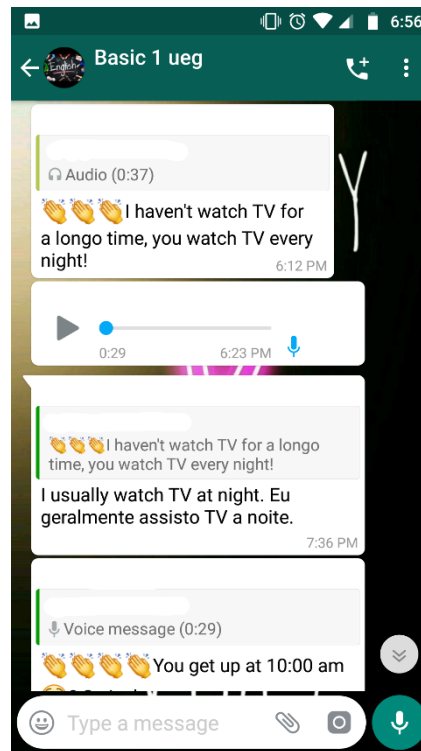 6:56
Basic 1 ueg
English
Audio (0:37)
👏👏👏I haven't watch TV for
a longo time, you watch TV every
night!
6:12 PM
0:29 6:23 PM
👏👏👏I haven't watch TV for a longo
time, you watch TV every night!
I usually watch TV at night. Eu
geralmente assisto TV a noite.
7:36 PM
Voice message (0:29)
👏👏👏👏You get up at 10:00 am
Type a message